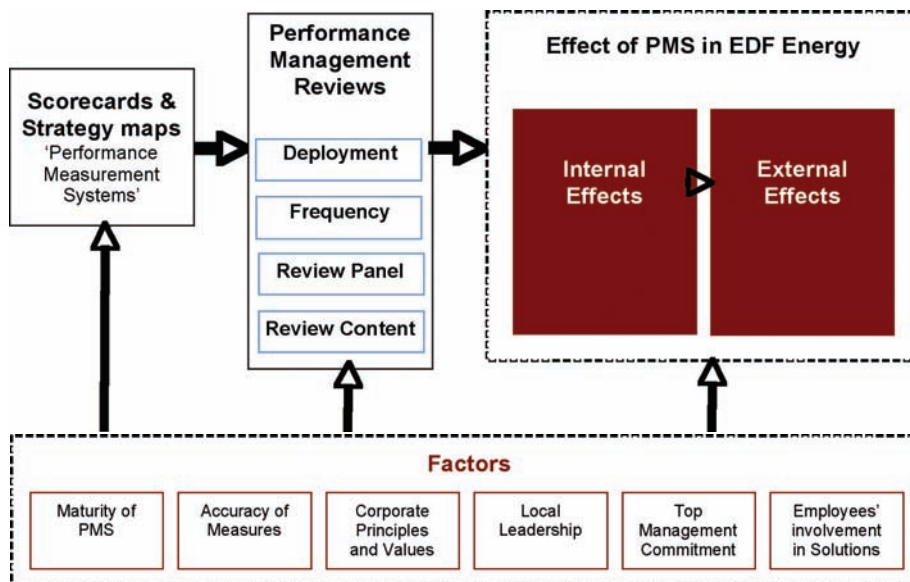 Scorecards &
Strategy maps
‘Performance
Measurement
Systems’
Performance
Management
Reviews
Deployment
Frequency
Review Panel
Review Content
Effect of PMS in EDF Energy
Internal
Effects
External
Effects
Factors
Maturity of
PMS
Accuracy of
Measures
Corporate
Principles
and Values
Local
Leadership
Top
Management
Commitment
Employees’
involvement
in Solutions